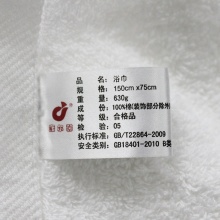 品    名：浴巾
规    格：150cm x75cm
重    量：630g
成    份：100%棉(装饰部分除外)
等    级：合格品
检    验：05
执行标准：GB/T22864-2009
安全类别：GB18401-2010 B类